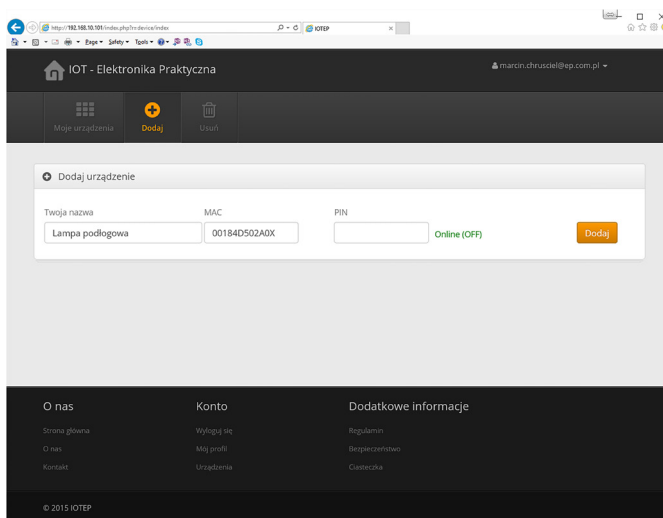 http://192.168.10.101/index.php?r=device/index
IOTEP
Page Safety Tools
IOT - Elektronika Praktyczna
marcin.chrusciel@ep.com.pl
Moje urządzenia Dodaj Usuń
Dodaj urządzenie
Twoja nazwa MAC PIN
Lampa podłogowa 00184D502A0X Online (OFF) Dodaj
O nas Konto Dodatkowe informacje
Strona główna Wyloguj się Regulamin
O nas Mój profil Bezpieczeństwo
Kontakt Urządzenia Ciasteczka
© 2015 IOTEP